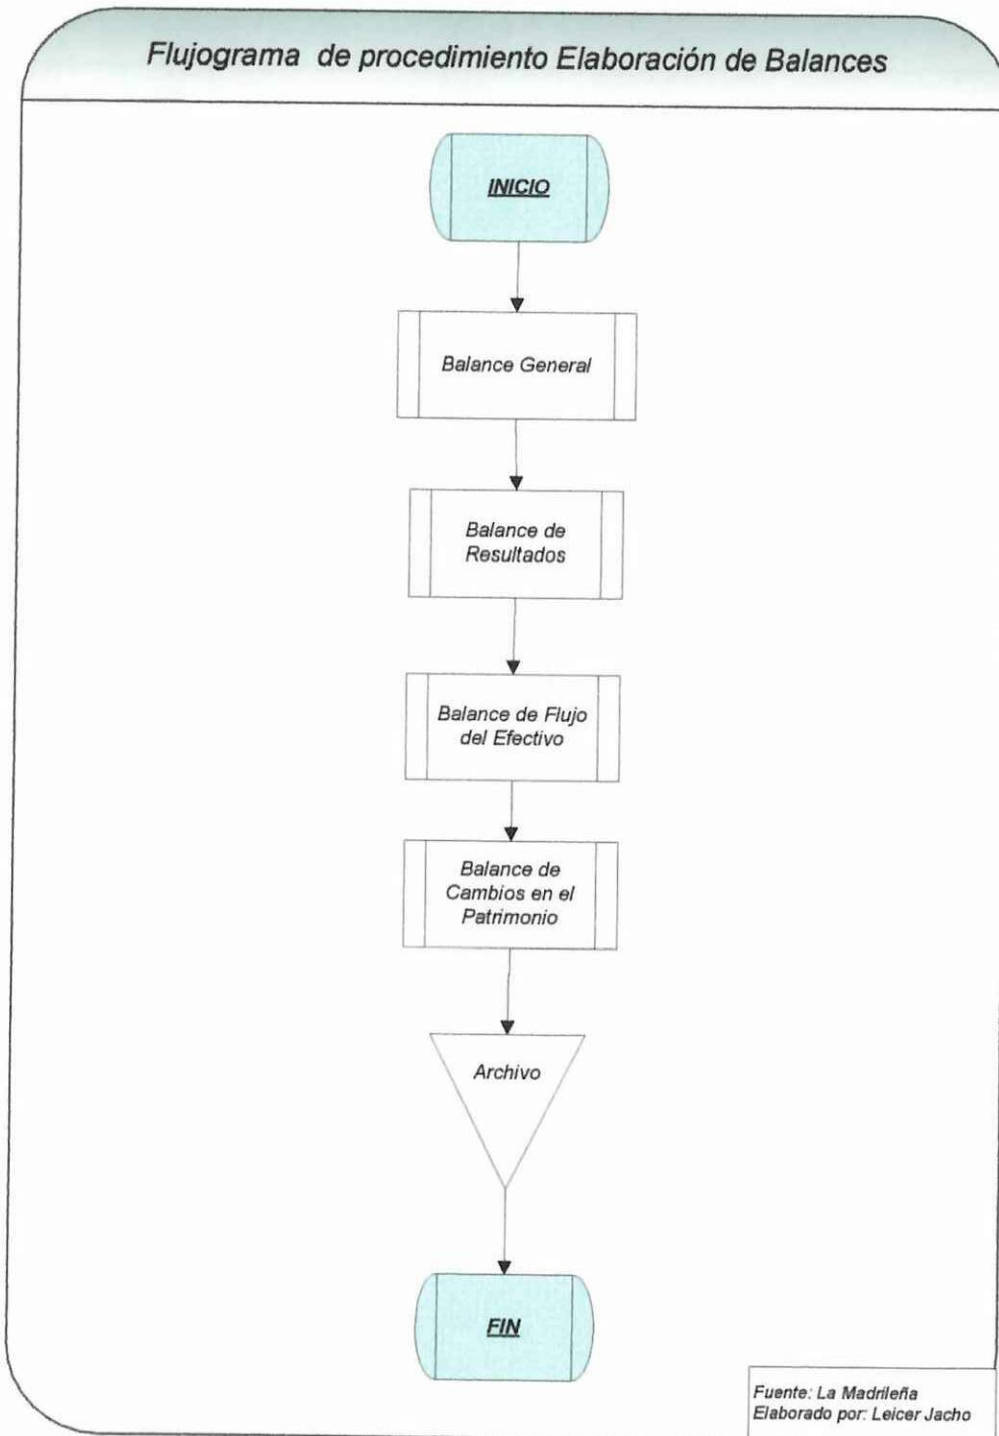 Flujograma de procedimiento Elaboración de Balances
INICIO
Balance General
Balance de
Resultados
Balance de Flujo
del Efectivo
Balance de
Cambios en el
Patrimonio
Archivo
FIN
Fuente: La Madrileña
Elaborado por: Leicer Jacho